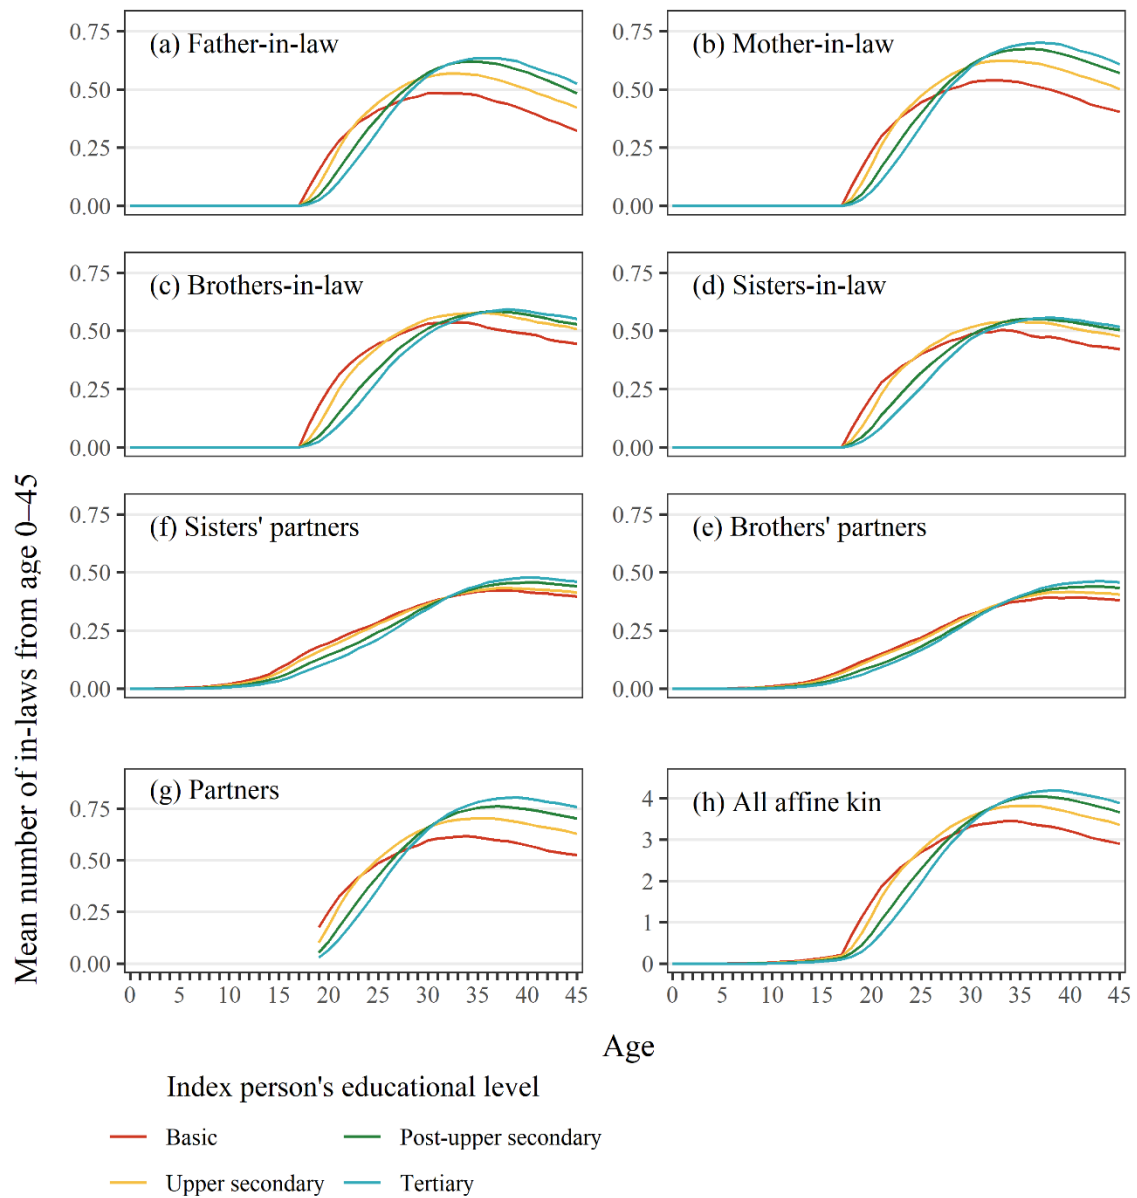 Mean number of in-laws from age 0–45
(a) Father-in-law
0.75
0.50
0.25
0.00
(b) Mother-in-law
0.75
0.50
0.25
0.00
(c) Brothers-in-law
0.75
0.50
0.25
0.00
(d) Sisters-in-law
0.75
0.50
0.25
0.00
(f) Sisters' partners
0.75
0.50
0.25
0.00
(e) Brothers' partners
0.75
0.50
0.25
0.00
(g) Partners
0.75
0.50
0.25
0.00
0 5 10 15 20 25 30 35 40 45
(h) All affine kin
4
3
2
1
0
0 5 10 15 20 25 30 35 40 45
Age
Index person's educational level
Basic
Post-upper secondary
Upper secondary
Tertiary